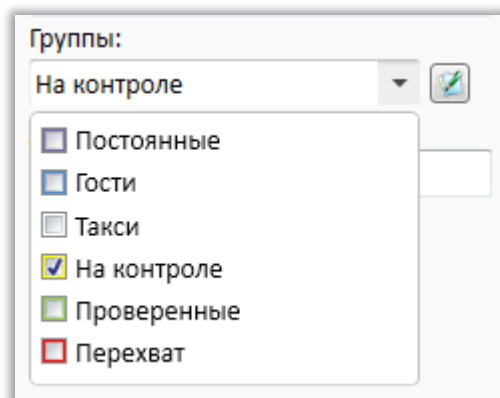 Группы:
На контроле
Постоянные
Гости
Такси
На контроле
Проверенные
Перехват